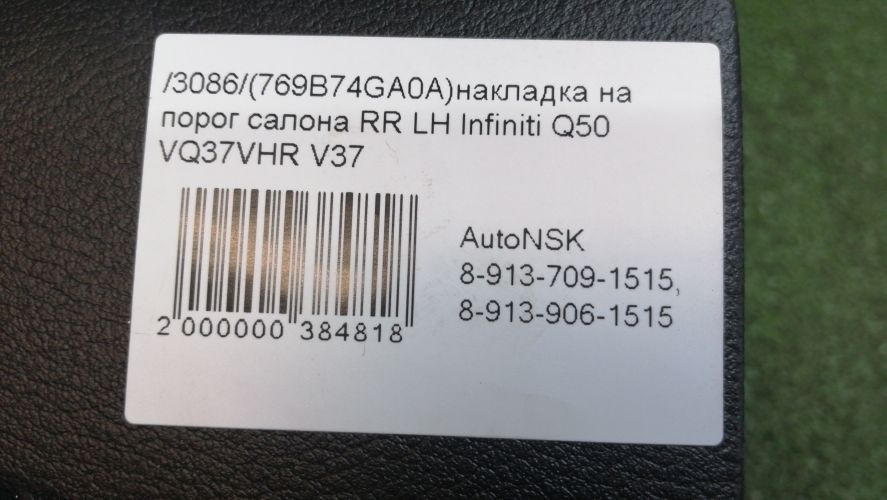 /3086/(769B74GA0A)накладка на
порог салона RR LH Infiniti Q50
VQ37VHR V37
AutoNSK
8-913-709-1515,
8-913-906-1515
2 000000 384818